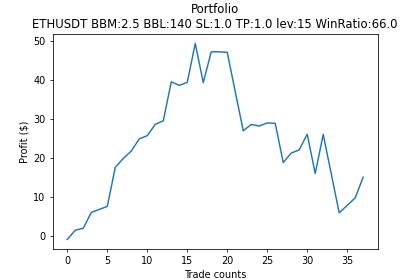 Portfolio
ETHUSDT BBM:2.5 BBL:140 SL:1.0 TP:1.0 lev:15 WinRatio:66.0
50
40
30
20
10
0
Profit ($)
0 5 10 15 20 25 30 35
Trade counts